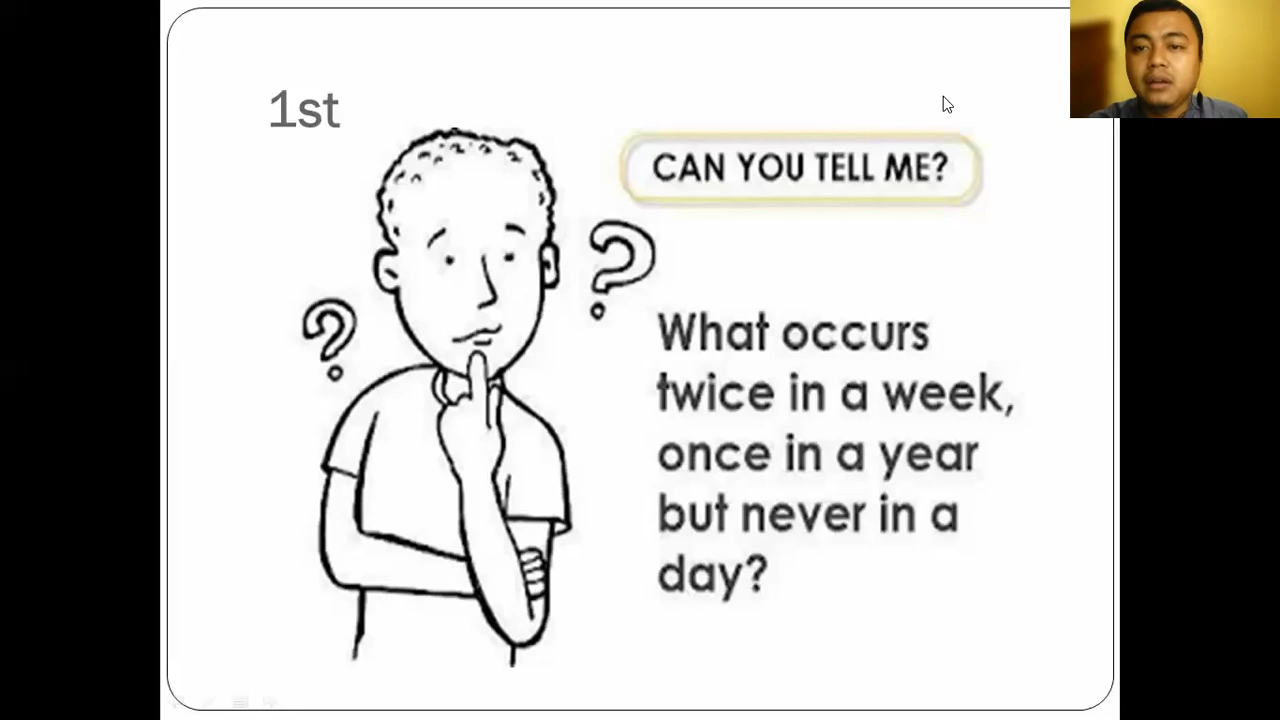 1st
CAN YOU TELL ME?
What occurs
twice in a week,
once in a year
but never in a
day?